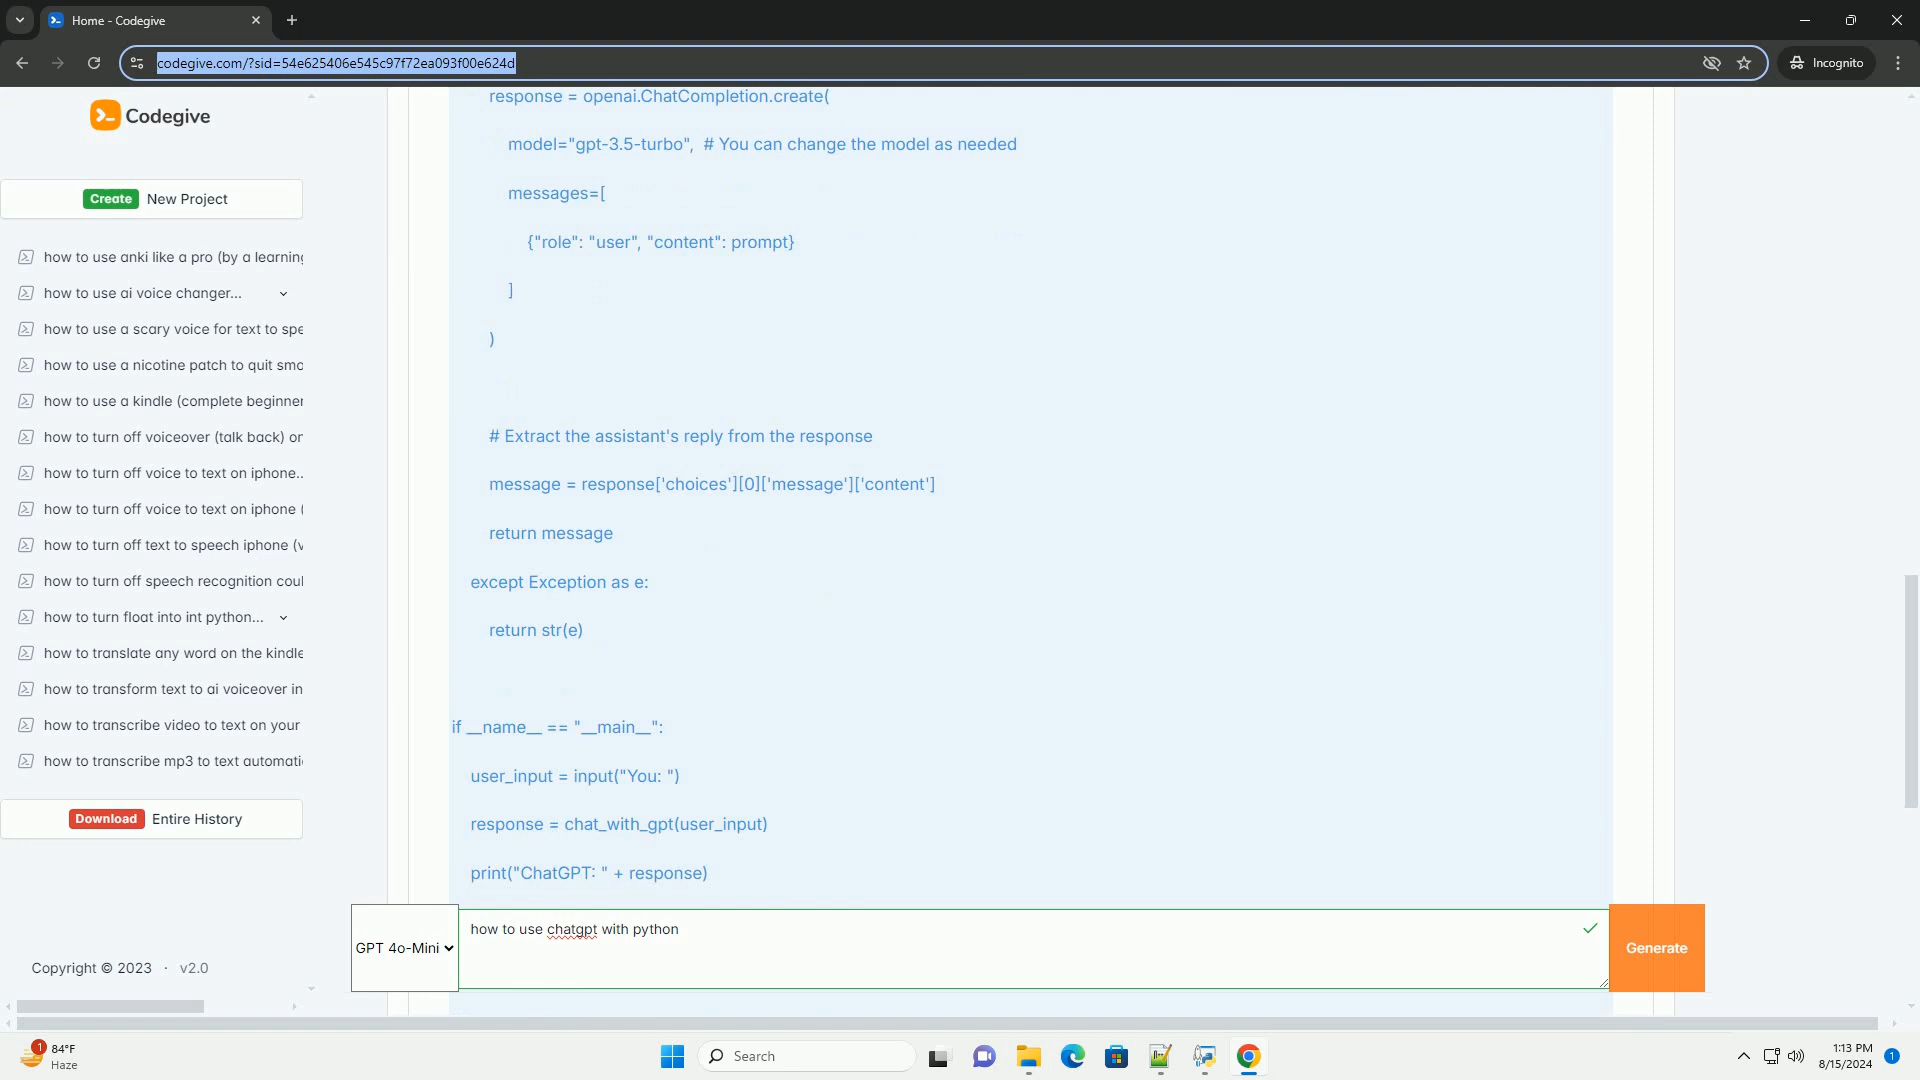 Home - Codegive
codegive.com/?sid=54e625406e545c97f72ea093f00e624d
Incognito
Codegive
Create New Project
how to use anki like a pro (by a learning
how to use ai voice changer...
how to use a scary voice for text to spe
how to use a nicotine patch to quit smo
how to use a kindle (complete beginner
how to turn off voiceover (talk back) on
how to turn off voice to text on iphone..
how to turn off voice to text on iphone (
how to turn off text to speech iphone (v
how to turn off speech recognition coul
how to turn float into int python...
how to translate any word on the kindle
how to transform text to ai voiceover in
how to transcribe video to text on your
how to transcribe mp3 to text automati
Download Entire History
Copyright © 2023 · v2.0
response = openai.ChatCompletion.create(
model="gpt-3.5-turbo",  # You can change the model as needed
messages=[
{"role": "user", "content": prompt}
]
)
# Extract the assistant's reply from the response
message = response['choices'][0]['message']['content']
return message
except Exception as e:
return str(e)
if __name__ == "__main__":
user_input = input("You: ")
response = chat_with_gpt(user_input)
print("ChatGPT: " + response)
GPT 4o-Mini
how to use chatgpt with python
Generate
1
84°F
Haze
Search
1:13 PM
8/15/2024
1